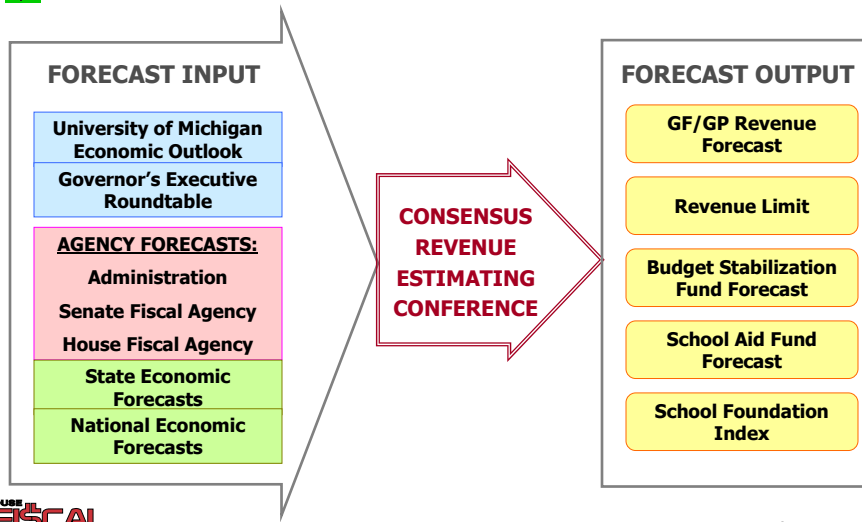 FORECAST INPUT
University of Michigan
Economic Outlook
Governor's Executive
Roundtable
AGENCY FORECASTS:
Administration
Senate Fiscal Agency
House Fiscal Agency
State Economic
Forecasts
National Economic
Forecasts
CONSENSUS
REVENUE
ESTIMATING
CONFERENCE
FORECAST OUTPUT
GF/GP Revenue
Forecast
Revenue Limit
Budget Stabilization
Fund Forecast
School Aid Fund
Forecast
School Foundation
Index